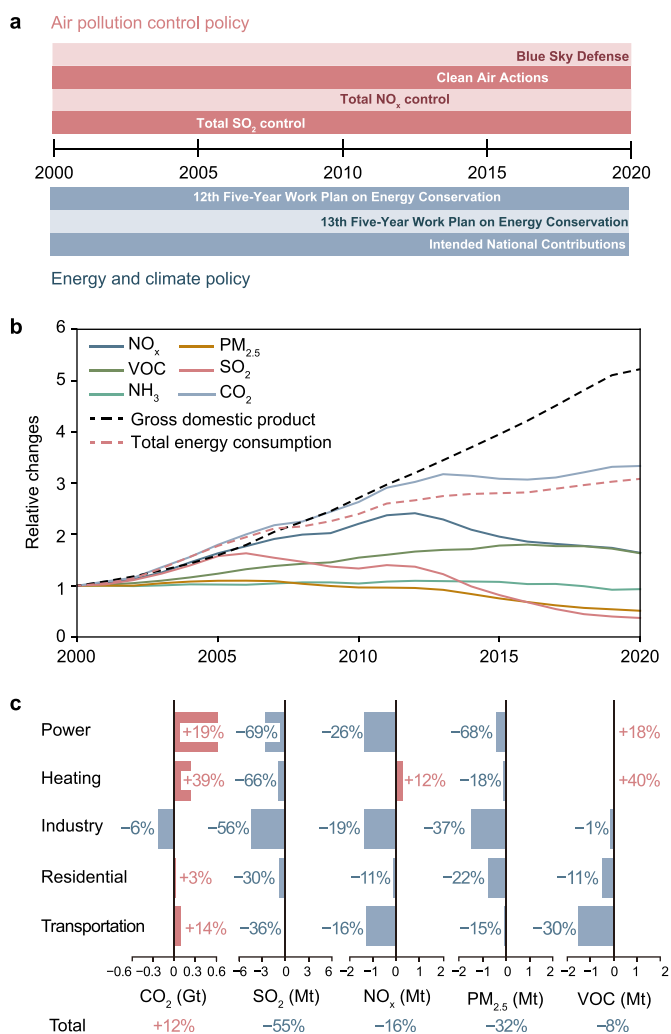 a
Air pollution control policy
Blue Sky Defense
Clean Air Actions
Total NOx control
Total SO2 control
2000 2005 2010 2015 2020
12th Five-Year Work Plan on Energy Conservation
13th Five-Year Work Plan on Energy Conservation
Intended National Contributions
Energy and climate policy
b
Relative changes
6
5
4
3
2
1
0
NOx PM2.5
VOC SO2
NH3 CO2
Gross domestic product
Total energy consumption
2000 2005 2010 2015 2020
c
Power +19% −69% −26% −68% +18%
Heating +39% −66% +12% −18% +40%
Industry −6% −56% −19% −37% −1%
Residential +3% −30% −11% −22% −11%
Transportation +14% −36% −16% −15% −30%
−0.6 −0.3 0 0.3 0.6 −6 −3 0 3 6 −2 −1 0 1 2 −2 −1 0 1 2 −2 −1 0 1 2
CO2 (Gt) SO2 (Mt) NOx (Mt) PM2.5 (Mt) VOC (Mt)
Total +12% −55% −16% −32% −8%